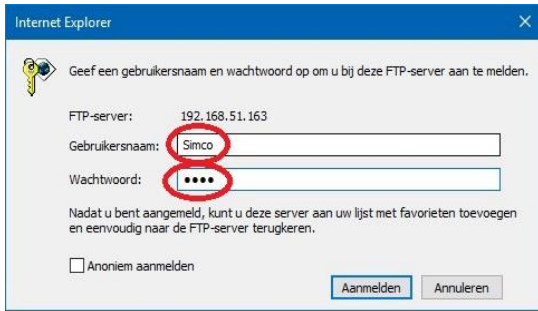 Internet Explorer
Geef een gebruikersnaam en wachtwoord op om u bij deze FTP-server aan te melden.
FTP-server: 192.168.51.163
Gebruikersnaam: Simco
Wachtwoord: ••••
Nadat u bent aangemeld, kunt u deze server aan uw lijst met favorieten toevoegen
en eenvoudig naar de FTP-server terugkeren.
Anoniem aanmelden
Aanmelden Annuleren